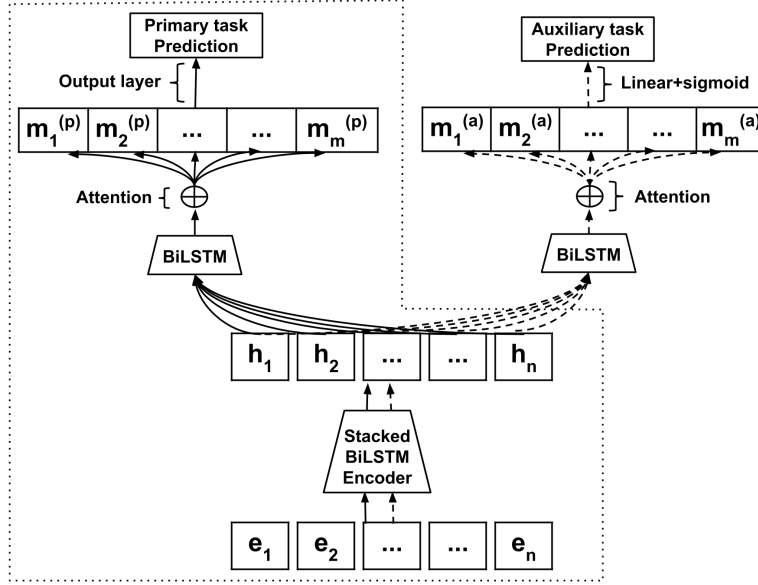 Primary task
Prediction
Auxiliary task
Prediction
Output layer
Linear+sigmoid
m₁⁽ᵖ⁾ m₂⁽ᵖ⁾ ... ... mₘ⁽ᵖ⁾
m₁⁽ᵃ⁾ m₂⁽ᵃ⁾ ... ... mₘ⁽ᵃ⁾
Attention
Attention
BiLSTM
BiLSTM
h₁ h₂ ... ... hₙ
Stacked
BiLSTM
Encoder
e₁ e₂ ... ... eₙ